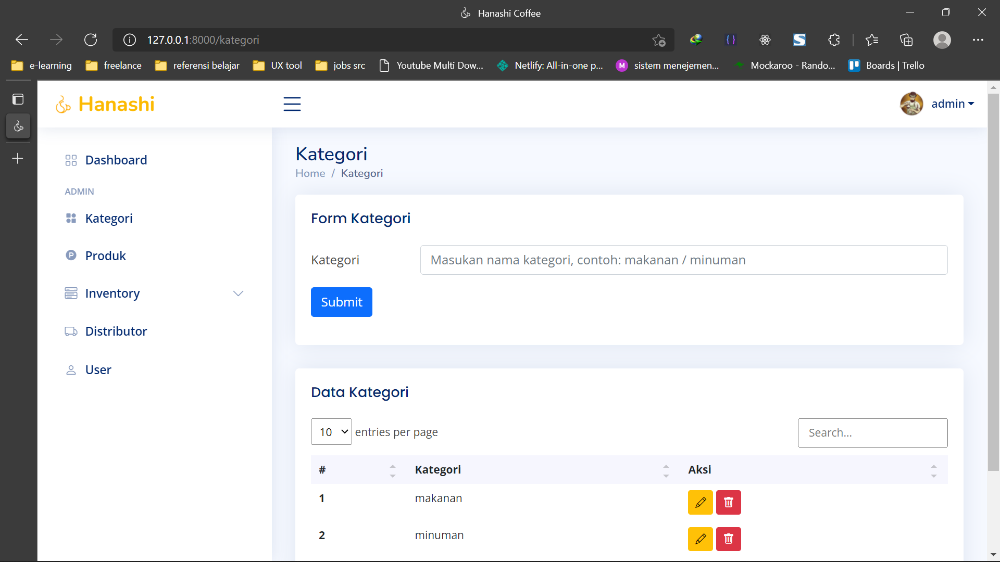 Hanashi Coffee
127.0.0.1:8000/kategori
e-learning freelance referensi belajar UX tool jobs src Youtube Multi Dow... Netlify: All-in-one p... M sistem menejemen... Mockaroo - Rando... Boards | Trello
Hanashi
admin
Dashboard
ADMIN
Kategori
Produk
Inventory
Distributor
User
Kategori
Home / Kategori
Form Kategori
Kategori Masukan nama kategori, contoh: makanan / minuman
Submit
Data Kategori
10 entries per page Search...
# Kategori Aksi
1 makanan
2 minuman